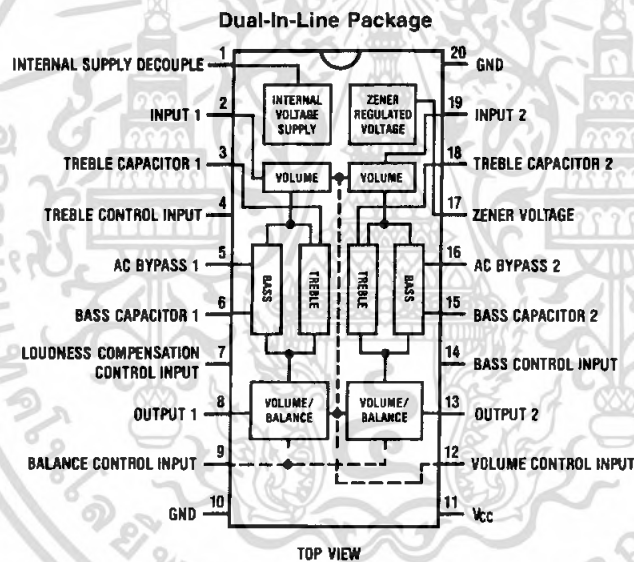 Dual-In-Line Package
1
INTERNAL SUPPLY DECOUPLE
20
GND
INTERNAL
VOLTAGE
SUPPLY
ZENER
REGULATED
VOLTAGE
2
INPUT 1
19
INPUT 2
3
TREBLE CAPACITOR 1
18
TREBLE CAPACITOR 2
VOLUME
VOLUME
4
TREBLE CONTROL INPUT
17
ZENER VOLTAGE
5
AC BYPASS 1
16
AC BYPASS 2
BASS
TREBLE
TREBLE
BASS
6
BASS CAPACITOR 1
15
BASS CAPACITOR 2
7
LOUDNESS COMPENSATION
CONTROL INPUT
14
BASS CONTROL INPUT
8
OUTPUT 1
VOLUME/
BALANCE
VOLUME/
BALANCE
13
OUTPUT 2
9
BALANCE CONTROL INPUT
12
VOLUME CONTROL INPUT
10
GND
11
VCC
TOP VIEW